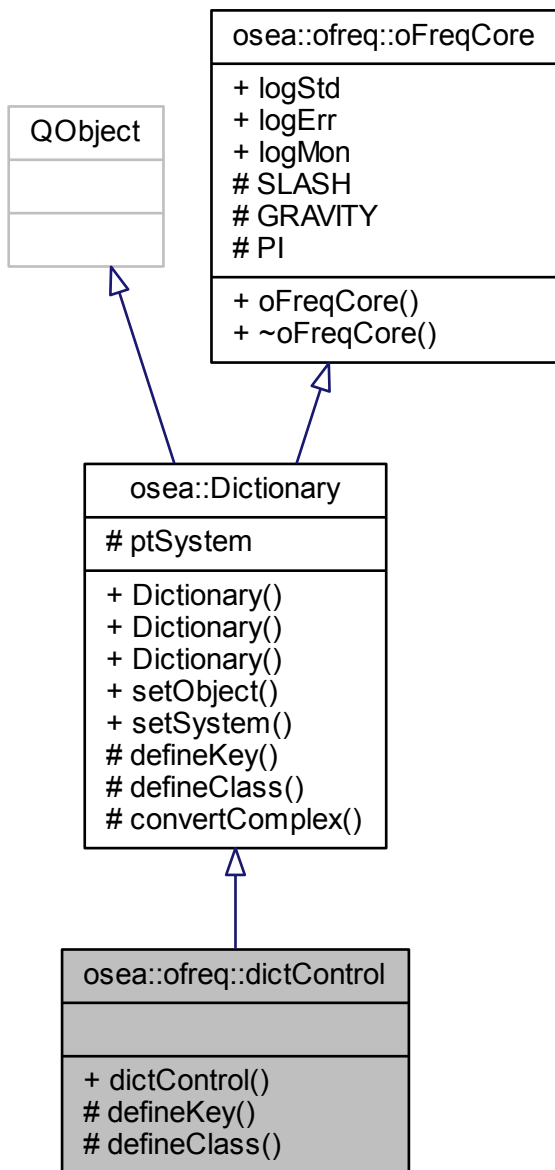 osea::ofreq::oFreqCore
+ logStd
+ logErr
+ logMon
# SLASH
# GRAVITY
# PI
+ oFreqCore()
+ ~oFreqCore()
QObject
osea::Dictionary
# ptSystem
+ Dictionary()
+ Dictionary()
+ Dictionary()
+ setObject()
+ setSystem()
# defineKey()
# defineClass()
# convertComplex()
osea::ofreq::dictControl
+ dictControl()
# defineKey()
# defineClass()